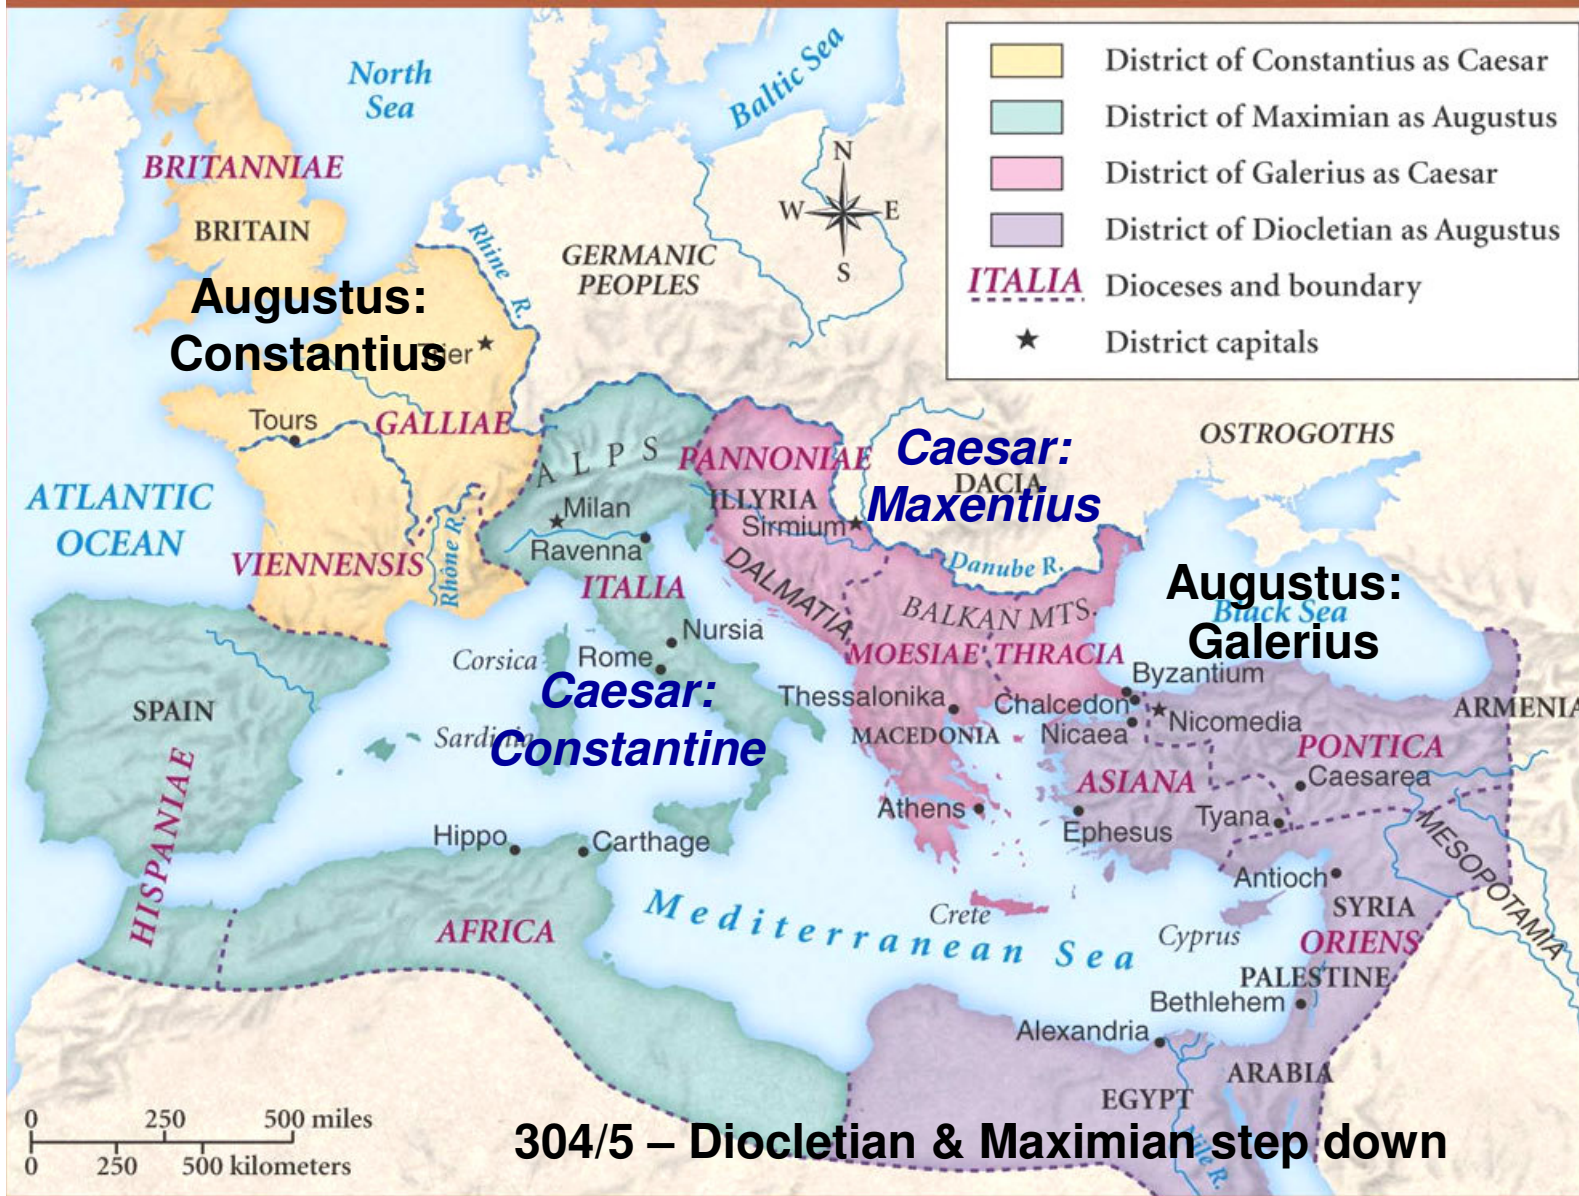 District of Constantius as Caesar
District of Maximian as Augustus
District of Galerius as Caesar
District of Diocletian as Augustus
ITALIA Dioceses and boundary
District capitals
North
Sea
Baltic Sea
N
W E
S
BRITANNIAE
BRITAIN
Rhine R.
GERMANIC
PEOPLES
Augustus:
Constantius
Trier
Tours
GALLIAE
ALPS
PANNONIAE
Caesar:
Maxentius
DACIA
OSTROGOTHS
ATLANTIC
OCEAN
Milan
ILLYRIA
Sirmium
Ravenna
VIENNENSIS
Rhône R.
ITALIA
DALMATIA
Danube R.
BALKAN MTS.
Augustus:
Galerius
Black Sea
Nursia
Corsica
Rome
MOESIAE
THRACIA
Byzantium
Caesar:
Constantine
Sardinia
Thessalonika
Chalcedon
Nicomedia
ARMENIA
SPAIN
MACEDONIA
Nicaea
PONTICA
HISPANIAE
ASIANA
Caesarea
Athens
Ephesus
Tyana
MESOPOTAMIA
Hippo
Carthage
Antioch
Mediterranean Sea
Crete
Cyprus
SYRIA
AFRICA
ORIENS
PALESTINE
Bethlehem
Alexandria
ARABIA
EGYPT
Nile R.
0 250 500 miles
0 250 500 kilometers
304/5 – Diocletian & Maximian step down